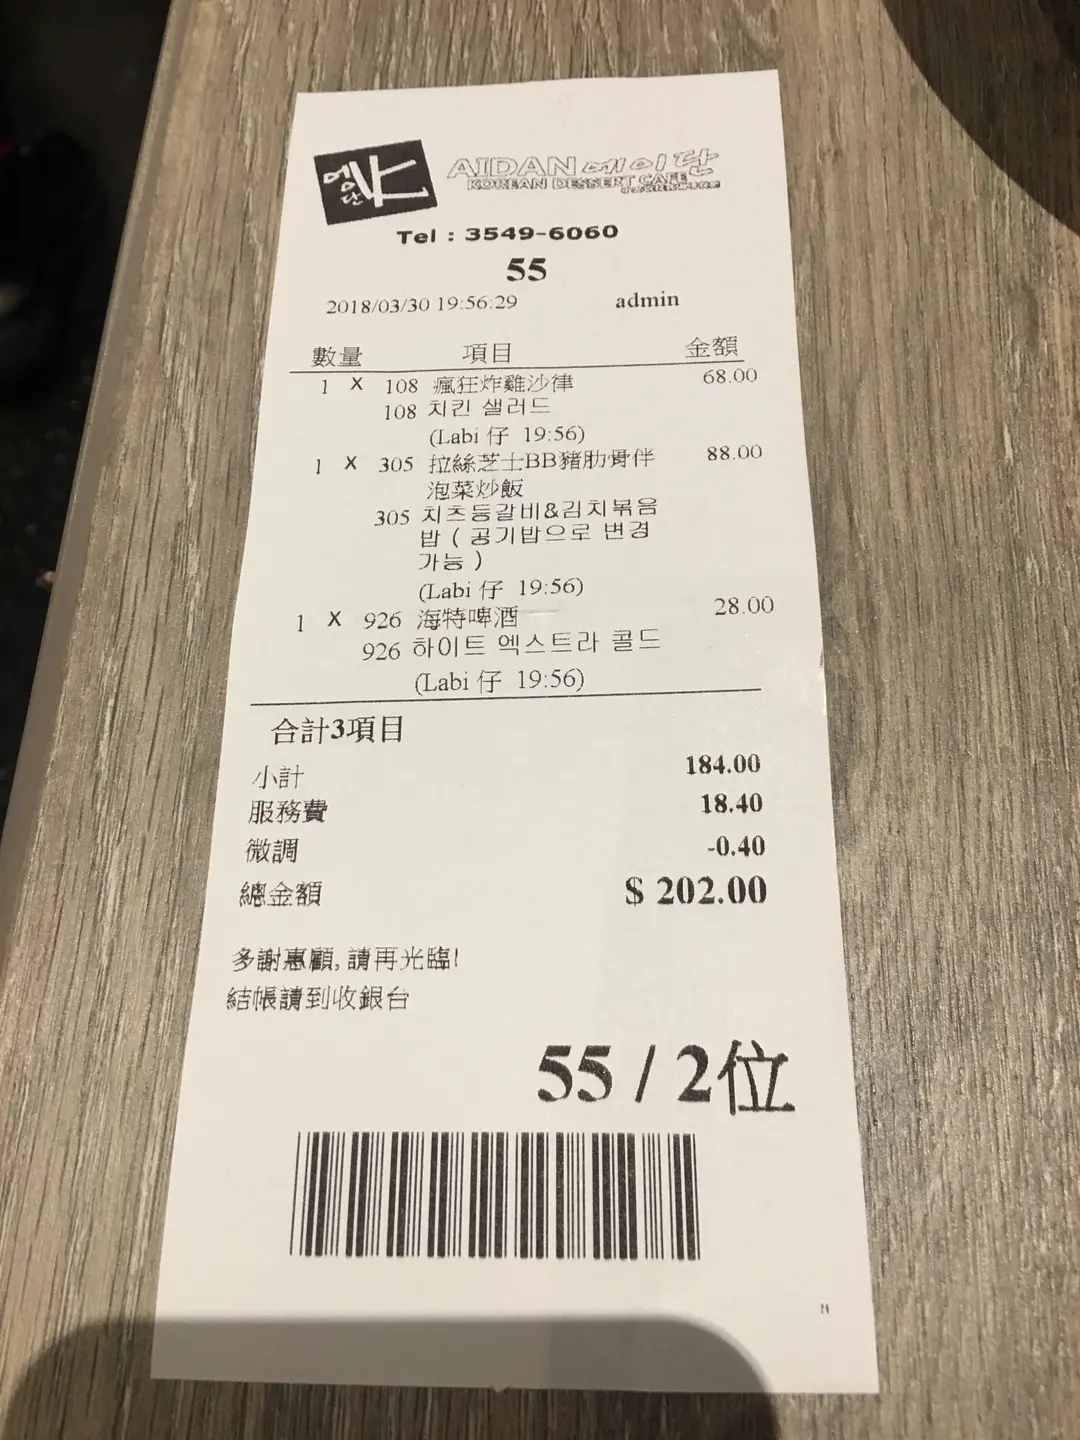 AIDAN 에이단
KOREAN DESSERT CAFE
Tel : 3549-6060
55
2018/03/30 19:56:29 admin
數量 項目 金額
1 X 108 瘋狂炸雞沙律 68.00
108 치킨 샐러드
(Labi 仔 19:56)
1 X 305 拉絲芝士BB豬肋骨伴 88.00
泡菜炒飯
305 치츠등갈비&김치볶음
밥 ( 공기밥으로 변경
가능 )
(Labi 仔 19:56)
1 X 926 海特啤酒 28.00
926 하이트 엑스트라 콜드
(Labi 仔 19:56)
合計3項目
小計 184.00
服務費 18.40
微調 -0.40
總金額 $ 202.00
多謝惠顧, 請再光臨!
結帳請到收銀台
55 / 2位